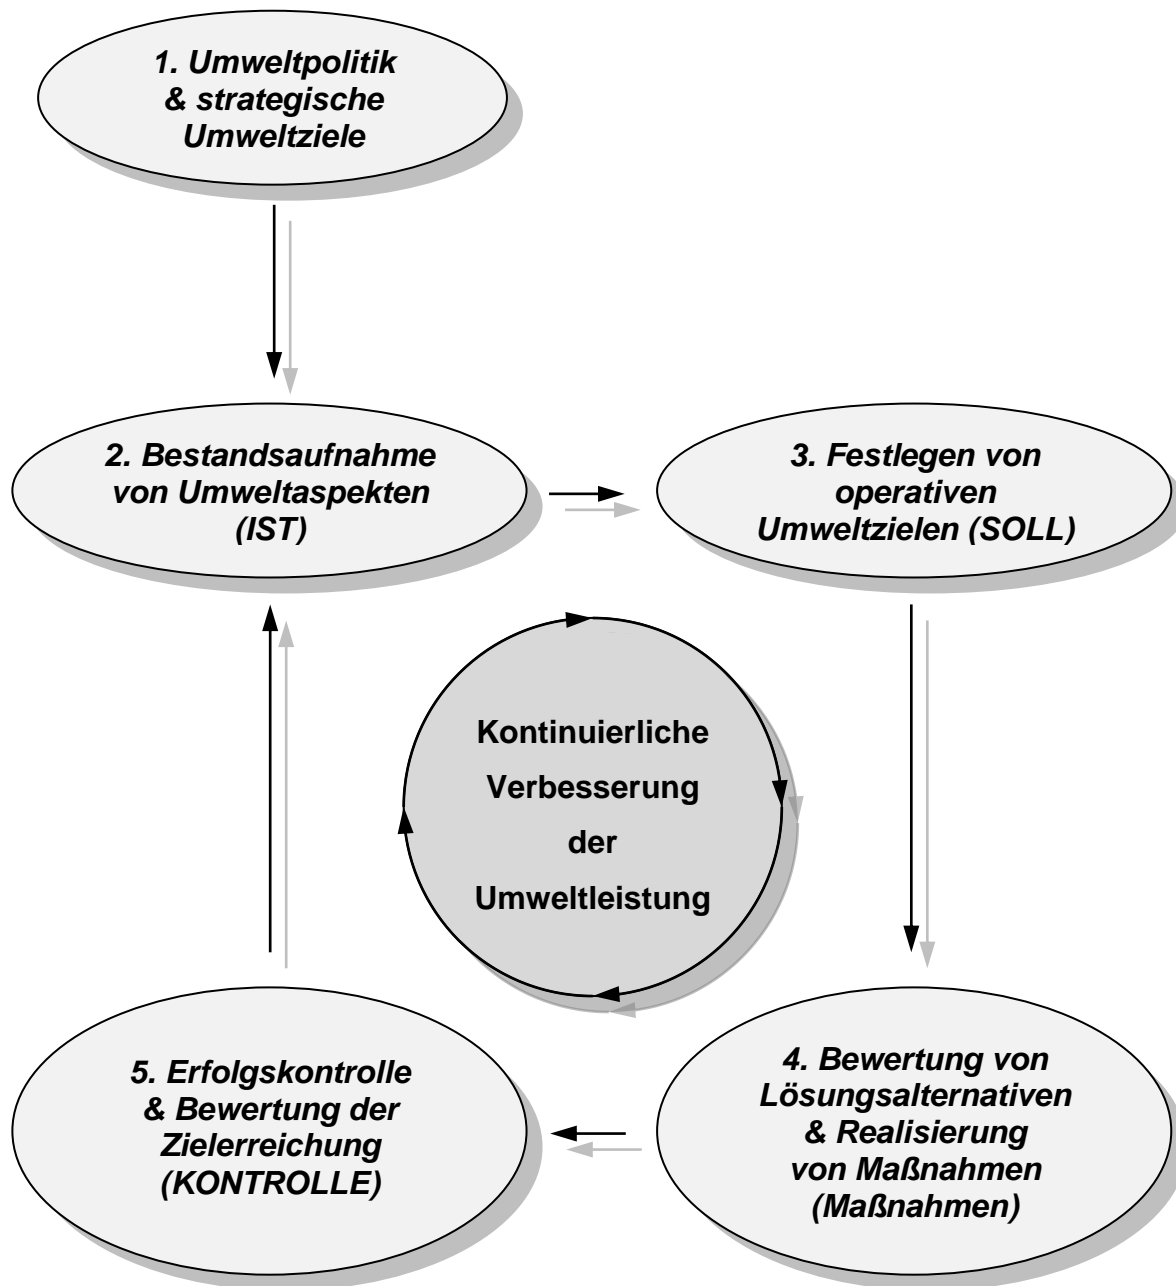 1. Umweltpolitik
& strategische
Umweltziele
2. Bestandsaufnahme
von Umweltaspekten
(IST)
3. Festlegen von
operativen
Umweltzielen (SOLL)
Kontinuierliche
Verbesserung
der
Umweltleistung
5. Erfolgskontrolle
& Bewertung der
Zielerreichung
(KONTROLLE)
4. Bewertung von
Lösungsalternativen
& Realisierung
von Maßnahmen
(Maßnahmen)